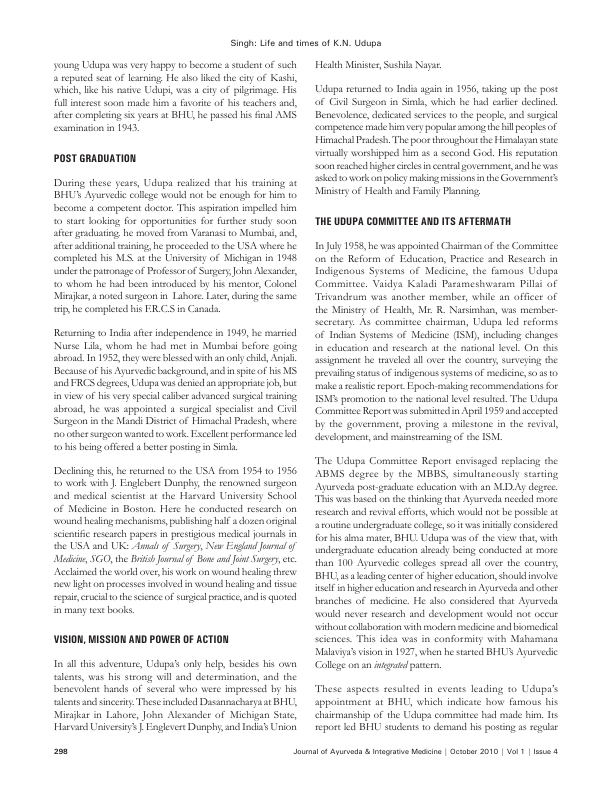 Singh: Life and times of K.N. Udupa
young Udupa was very happy to become a student of such
a reputed seat of learning. He also liked the city of Kashi,
which, like his native Udupi, was a city of pilgrimage. His
full interest soon made him a favorite of his teachers and,
after completing six years at BHU, he passed his final AMS
examination in 1943.
POST GRADUATION
During these years, Udupa realized that his training at
BHU's Ayurvedic college would not be enough for him to
become a competent doctor. This aspiration impelled him
to start looking for opportunities for further study soon
after graduating. he moved from Varanasi to Mumbai, and,
after additional training, he proceeded to the USA where he
completed his M.S. at the University of Michigan in 1948
under the patronage of Professor of Surgery, John Alexander,
to whom he had been introduced by his mentor, Colonel
Mirajkar, a noted surgeon in Lahore. Later, during the same
trip, he completed his F.R.C.S in Canada.
Returning to India after independence in 1949, he married
Nurse Lila, whom he had met in Mumbai before going
abroad. In 1952, they were blessed with an only child, Anjali.
Because of his Ayurvedic background, and in spite of his MS
and FRCS degrees, Udupa was denied an appropriate job, but
in view of his very special caliber advanced surgical training
abroad, he was appointed a surgical specialist and Civil
Surgeon in the Mandi District of Himachal Pradesh, where
no other surgeon wanted to work. Excellent performance led
to his being offered a better posting in Simla.
Declining this, he returned to the USA from 1954 to 1956
to work with J. Englebert Dunphy, the renowned surgeon
and medical scientist at the Harvard University School
of Medicine in Boston. Here he conducted research on
wound healing mechanisms, publishing half a dozen original
scientific research papers in prestigious medical journals in
the USA and UK: Annals of Surgery, New England Journal of
Medicine, SGO, the British Journal of Bone and Joint Surgery, etc.
Acclaimed the world over, his work on wound healing threw
new light on processes involved in wound healing and tissue
repair, crucial to the science of surgical practice, and is quoted
in many text books.
VISION, MISSION AND POWER OF ACTION
In all this adventure, Udupa's only help, besides his own
talents, was his strong will and determination, and the
benevolent hands of several who were impressed by his
talents and sincerity. These included Dasannacharya at BHU,
Mirajkar in Lahore, John Alexander of Michigan State,
Harvard University's J. Englevert Dunphy, and India's Union
Health Minister, Sushila Nayar.
Udupa returned to India again in 1956, taking up the post
of Civil Surgeon in Simla, which he had earlier declined.
Benevolence, dedicated services to the people, and surgical
competence made him very popular among the hill peoples of
Himachal Pradesh. The poor throughout the Himalayan state
virtually worshipped him as a second God. His reputation
soon reached higher circles in central government, and he was
asked to work on policy making missions in the Government's
Ministry of Health and Family Planning.
THE UDUPA COMMITTEE AND ITS AFTERMATH
In July 1958, he was appointed Chairman of the Committee
on the Reform of Education, Practice and Research in
Indigenous Systems of Medicine, the famous Udupa
Committee. Vaidya Kaladi Parameshwaram Pillai of
Trivandrum was another member, while an officer of
the Ministry of Health, Mr. R. Narsimhan, was member-
secretary. As committee chairman, Udupa led reforms
of Indian Systems of Medicine (ISM), including changes
in education and research at the national level. On this
assignment he traveled all over the country, surveying the
prevailing status of indigenous systems of medicine, so as to
make a realistic report. Epoch-making recommendations for
ISM's promotion to the national level resulted. The Udupa
Committee Report was submitted in April 1959 and accepted
by the government, proving a milestone in the revival,
development, and mainstreaming of the ISM.
The Udupa Committee Report envisaged replacing the
ABMS degree by the MBBS, simultaneously starting
Ayurveda post-graduate education with an M.D.Ay degree.
This was based on the thinking that Ayurveda needed more
research and revival efforts, which would not be possible at
a routine undergraduate college, so it was initially considered
for his alma mater, BHU. Udupa was of the view that, with
undergraduate education already being conducted at more
than 100 Ayurvedic colleges spread all over the country,
BHU, as a leading center of higher education, should involve
itself in higher education and research in Ayurveda and other
branches of medicine. He also considered that Ayurveda
would never research and development would not occur
without collaboration with modern medicine and biomedical
sciences. This idea was in conformity with Mahamana
Malaviya's vision in 1927, when he started BHU's Ayurvedic
College on an integrated pattern.
These aspects resulted in events leading to Udupa's
appointment at BHU, which indicate how famous his
chairmanship of the Udupa committee had made him. Its
report led BHU students to demand his posting as regular
298
Journal of Ayurveda & Integrative Medicine | October 2010 | Vol 1 | Issue 4